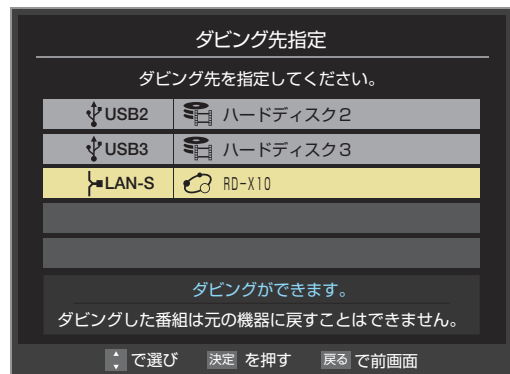 ダビング先指定
ダビング先を指定してください。
USB2 ハードディスク2
USB3 ハードディスク3
LAN-S RD-X10
ダビングができます。
ダビングした番組は元の機器に戻すことはできません。
で選び 決定 を押す 戻る で前画面